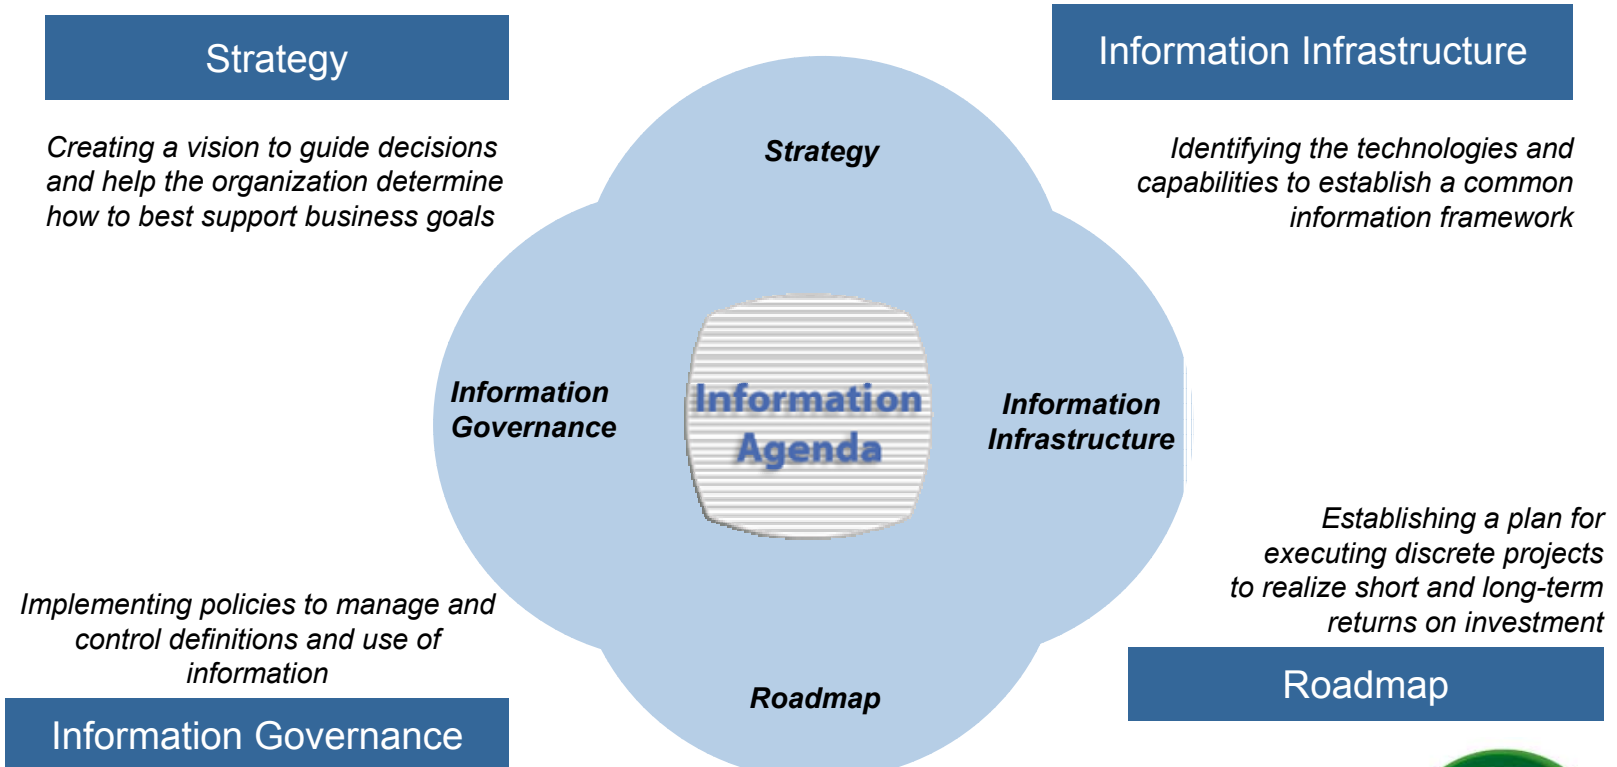 Strategy
Information Infrastructure
Creating a vision to guide decisions
and help the organization determine
how to best support business goals
Strategy
Identifying the technologies and
capabilities to establish a common
information framework
Information
Governance
Information
Agenda
Information
Infrastructure
Implementing policies to manage and
control definitions and use of
information
Information Governance
Roadmap
Establishing a plan for
executing discrete projects
to realize short and long-term
returns on investment
Roadmap